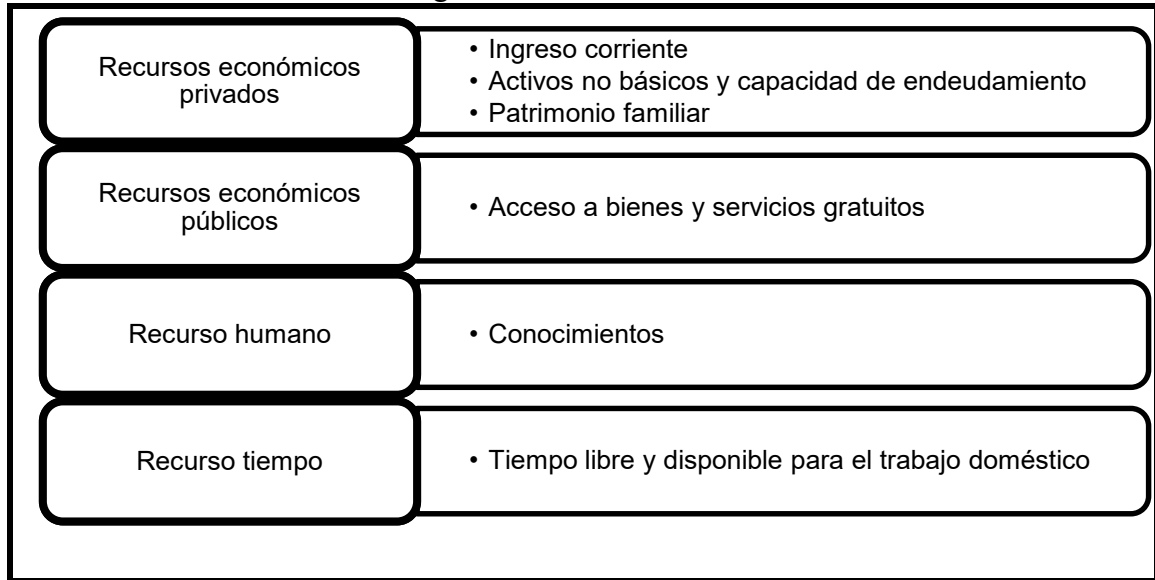 Recursos económicos
privados
• Ingreso corriente
• Activos no básicos y capacidad de endeudamiento
• Patrimonio familiar
Recursos económicos
públicos
• Acceso a bienes y servicios gratuitos
Recurso humano
• Conocimientos
Recurso tiempo
• Tiempo libre y disponible para el trabajo doméstico